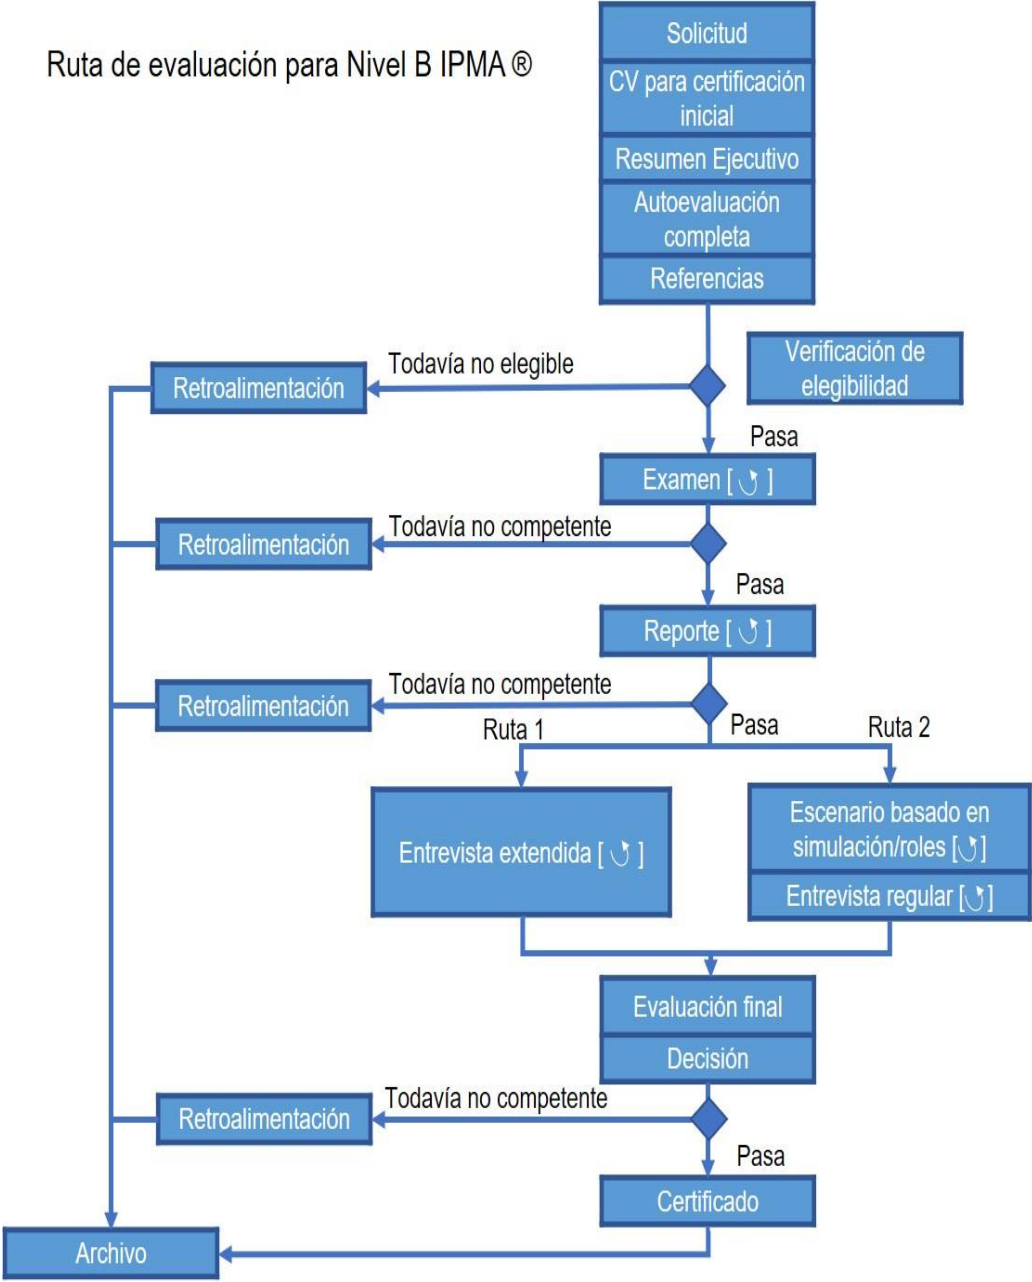 Ruta de evaluación para Nivel B IPMA ®
Solicitud
CV para certificación
inicial
Resumen Ejecutivo
Autoevaluación
completa
Referencias
Verificación de
elegibilidad
Todavía no elegible
Retroalimentación
Pasa
Examen [ ↺ ]
Todavía no competente
Retroalimentación
Pasa
Reporte [ ↺ ]
Todavía no competente
Retroalimentación
Pasa
Ruta 1
Ruta 2
Entrevista extendida [ ↺ ]
Escenario basado en
simulación/roles [↺]
Entrevista regular [↺]
Evaluación final
Decisión
Todavía no competente
Retroalimentación
Pasa
Certificado
Archivo